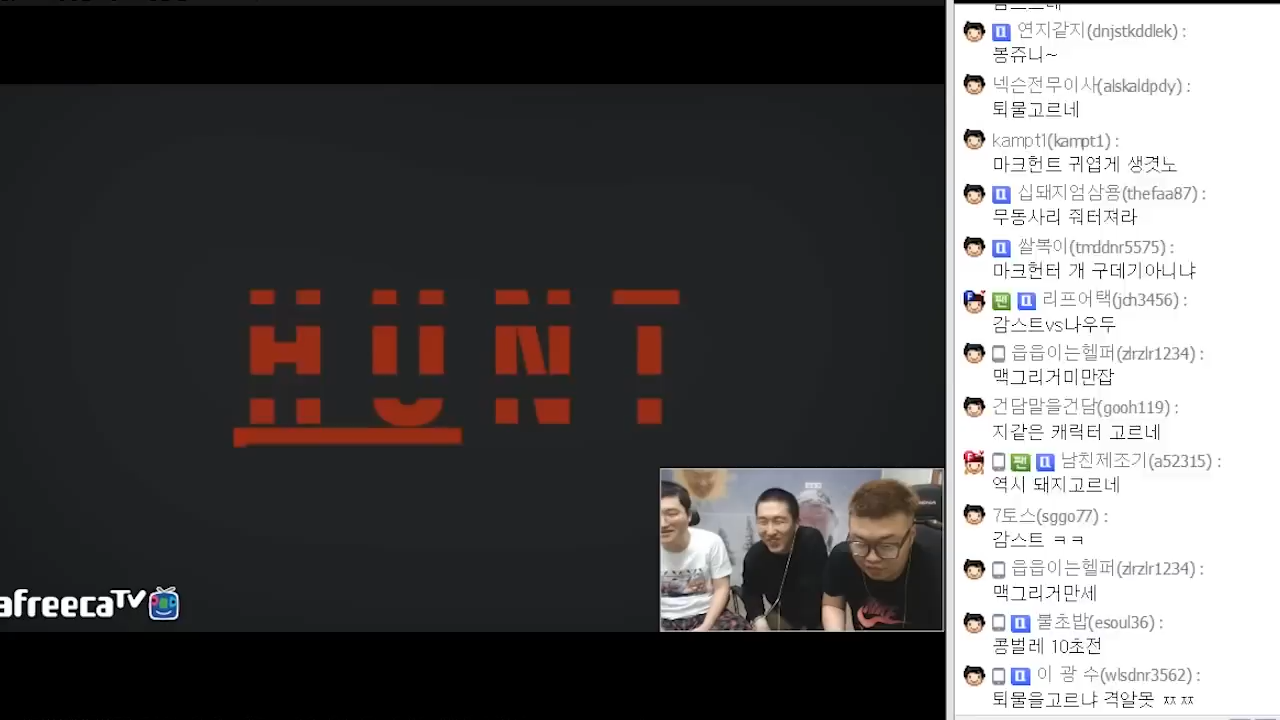 HUNT
afreecaTV
연지같지(dnjstkddlek) :
봉쥬니~
넥슨전무이사(alskaldpdy) :
퇴물고르네
kampt1(kampt1) :
마크헌트 귀엽게 생겻노
십돼지엄삼용(thefaa87) :
무동사리 줘터져라
쌀복이(tmddnr5575) :
마크헌터 개 구데기아니냐
팬 리프어택(jch3456) :
감스트vs나우두
읍읍이는헬퍼(zlrzlr1234) :
맥그리거미만잡
건담말을건담(gooh119) :
지같은 캐릭터 고르네
팬 남친제조기(a52315) :
역시 돼지고르네
7토스(sggo77) :
감스트 ㅋㅋ
읍읍이는헬퍼(zlrzlr1234) :
맥그리거만세
불초밥(esoul36) :
콩벌레 10초전
이 광 수(wlsdnr3562) :
퇴물을고르냐 격알못 ㅉㅉ